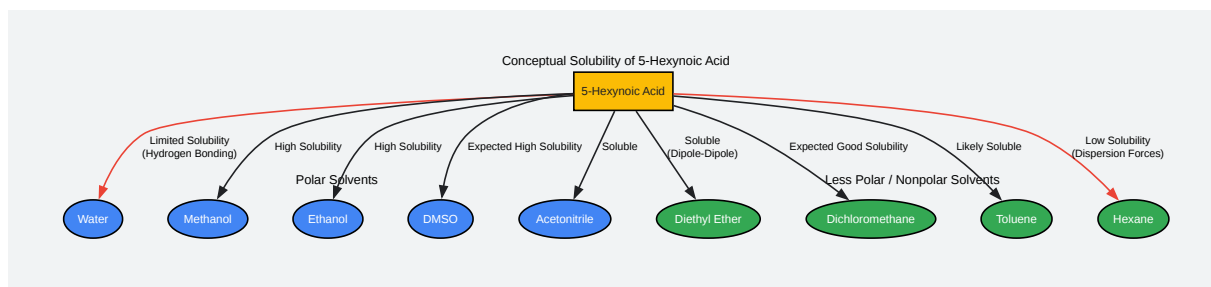 Conceptual Solubility of 5-Hexynoic Acid
5-Hexynoic Acid
Limited Solubility
(Hydrogen Bonding)
High Solubility
High Solubility
Expected High Solubility
Soluble
Soluble
(Dipole-Dipole)
Expected Good Solubility
Likely Soluble
Low Solubility
(Dispersion Forces)
Polar Solvents
Less Polar / Nonpolar Solvents
Water
Methanol
Ethanol
DMSO
Acetonitrile
Diethyl Ether
Dichloromethane
Toluene
Hexane